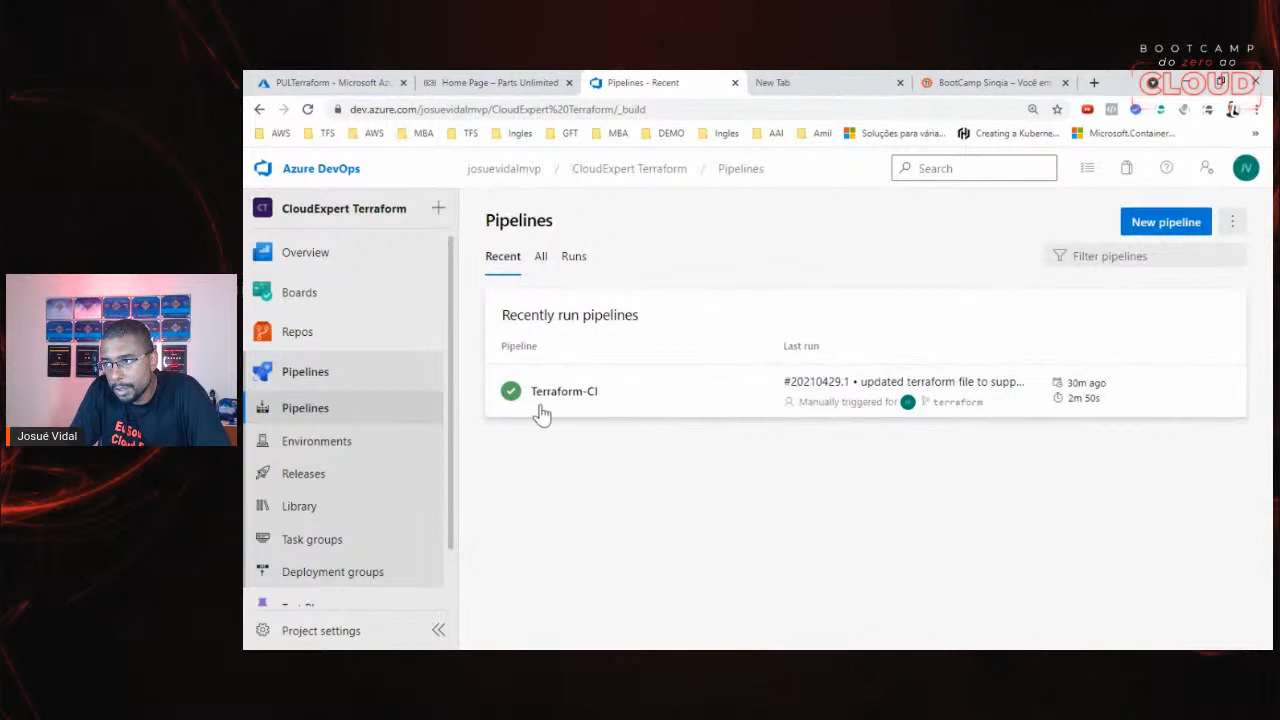 BOOTCAMP
do zero ao
CLOUD
PULTerraform - Microsoft Az
Home Page – Parts Unlimited
Pipelines - Recent
New Tab
BootCamp Sinqia – Você em
dev.azure.com/josuevidalmvp/CloudExpert%20Terraform/_build
AWS
TFS
AWS
MBA
TFS
Ingles
GFT
MBA
DEMO
Ingles
AAI
Amil
Soluções para vária...
Creating a Kuberne...
Microsoft.Container...
»
Azure DevOps
josuevidalmvp / CloudExpert Terraform / Pipelines
Search
JV
CT
CloudExpert Terraform
Overview
Boards
Repos
Pipelines
Pipelines
Environments
Releases
Library
Task groups
Deployment groups
Project settings
Pipelines
New pipeline
Recent
All
Runs
Filter pipelines
Recently run pipelines
Pipeline
Last run
Terraform-CI
#20210429.1 • updated terraform file to supp...
30m ago
Manually triggered for JV terraform
2m 50s
Josué Vidal